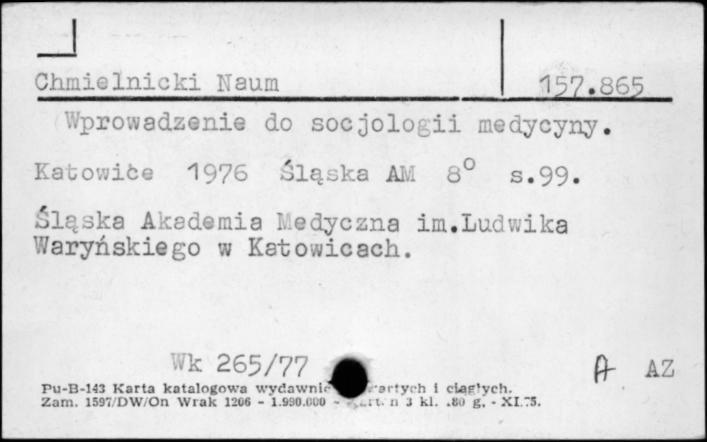 Chmielnicki Naum 157.865
Wprowadzenie do socjologii medycyny.
Katowice 1976 Śląska AM 8° s.99.
Śląska Akademia Medyczna im.Ludwika
Waryńskiego w Katowicach.
Wk 265/77 A AZ
Pu-B-143 Karta katalogowa wydawnic artych i ciągłych.
Zam. 1597/DW/On Wrak 1206 - 1.990.000 - n 3 kl. .80 g. - XI.75.